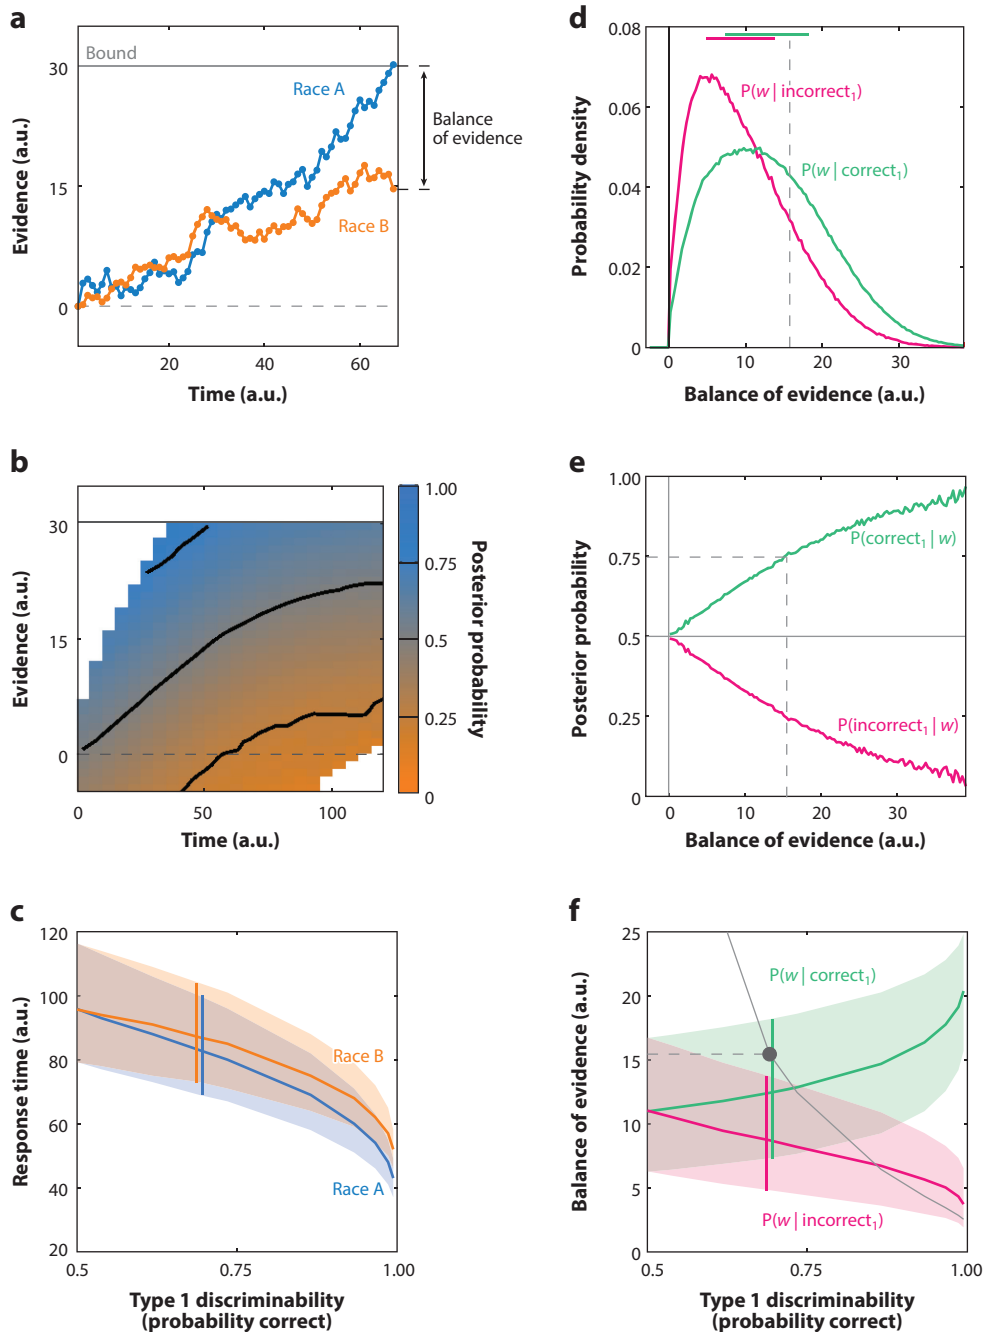 a
Evidence (a.u.)
30
15
0
Bound
Race A
Race B
Balance
of evidence
20
40
60
Time (a.u.)
b
Evidence (a.u.)
30
15
0
0
50
100
Time (a.u.)
1.00
0.75
0.5
0.25
0
Posterior probability
c
Response time (a.u.)
120
100
80
60
40
20
Race B
Race A
0.5
0.75
1.00
Type 1 discriminability
(probability correct)
d
Probability density
0.08
0.06
0.04
0.02
0
P(w | incorrect₁)
P(w | correct₁)
0
10
20
30
Balance of evidence (a.u.)
e
Posterior probability
1.00
0.75
0.5
0.25
0
P(correct₁ | w)
P(incorrect₁ | w)
0
10
20
30
Balance of evidence (a.u.)
f
Balance of evidence (a.u.)
25
20
15
10
5
0
P(w | correct₁)
P(w | incorrect₁)
0.5
0.75
1.00
Type 1 discriminability
(probability correct)